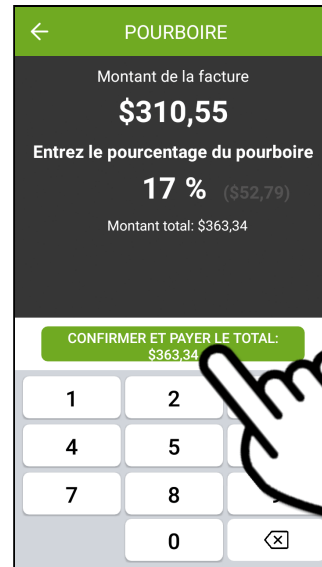 POURBOIRE
Montant de la facture
$310,55
Entrez le pourcentage du pourboire
17 % ($52,79)
Montant total: $363,34
CONFIRMER ET PAYER LE TOTAL:
$363,34
1 2
4 5
7 8
0